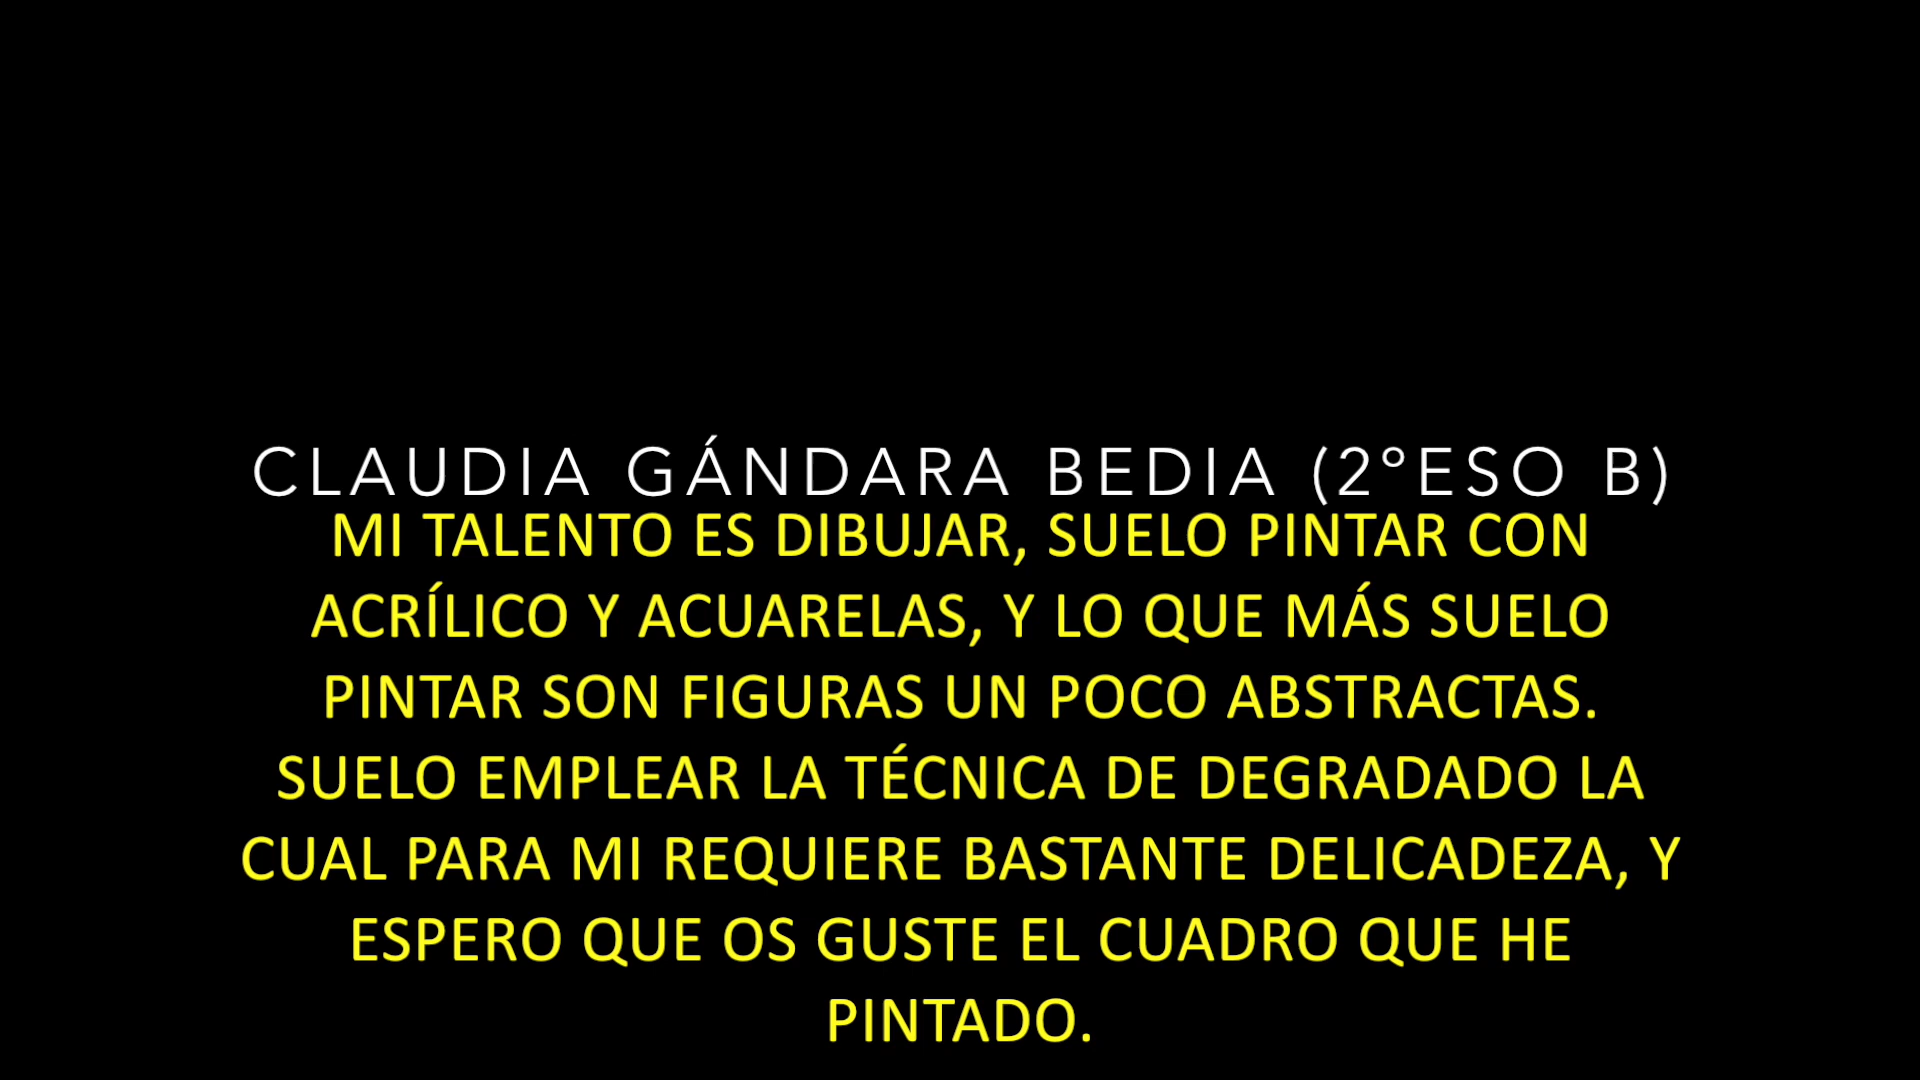 CLAUDIA GÁNDARA BEDIA (2°ESO B)
MI TALENTO ES DIBUJAR, SUELO PINTAR CON
ACRÍLICO Y ACUARELAS, Y LO QUE MÁS SUELO
PINTAR SON FIGURAS UN POCO ABSTRACTAS.
SUELO EMPLEAR LA TÉCNICA DE DEGRADADO LA
CUAL PARA MI REQUIERE BASTANTE DELICADEZA, Y
ESPERO QUE OS GUSTE EL CUADRO QUE HE
PINTADO.